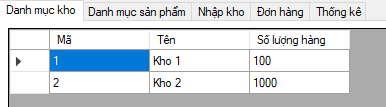 Danh mục kho Danh mục sản phẩm Nhập kho Đơn hàng Thống kê
Mã Tên Số lượng hàng
1 Kho 1 100
2 Kho 2 1000